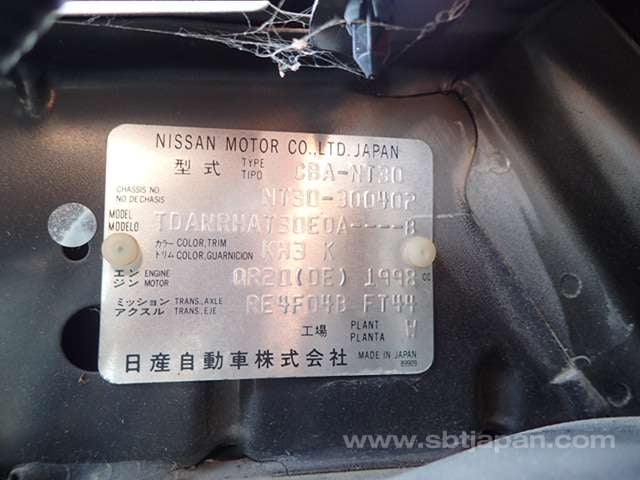 NISSAN MOTOR CO.,LTD. JAPAN
型式 TYPE TIPO CBA-NT30
CHASSIS NO. NO DECHASIS NT30-300402
MODEL MODELO TDANRHAT30EDA----B
カラー COLOR,TRIM トリム COLOR,GUARNICION KH3 K
エンジン ENGINE MOTOR QR20(DE) 1998 cc
ミッション TRANS.,AXLE アクスル TRANS.,EJE RE4F04B FT44
工場 PLANT PLANTA W
日産自動車株式会社 MADE IN JAPAN
89909
www.sbtjapan.com